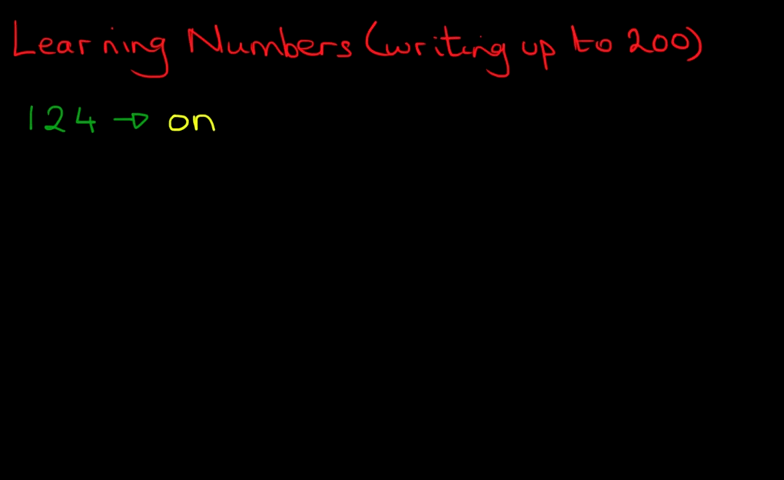 Learning Numbers (writing up to 200)
124 → on